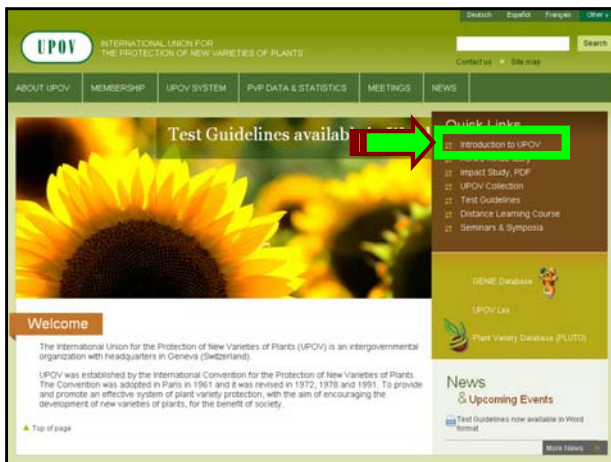 Deutsch Español Français Other
UPOV
INTERNATIONAL UNION FOR
THE PROTECTION OF NEW VARIETIES OF PLANTS
Search
Contact us Site map
ABOUT UPOV MEMBERSHIP UPOV SYSTEM PVP DATA & STATISTICS MEETINGS NEWS
Test Guidelines
Quick Links
Introduction to UPOV
Impact Study, PDF
UPOV Collection
Test Guidelines
Distance Learning Course
Seminars & Symposia
GENIE Database
UPOV Lex
Plant Variety Database (PLUTO)
Welcome
The International Union for the Protection of New Varieties of Plants (UPOV) is an intergovernmental
organization with headquarters in Geneva (Switzerland).
UPOV was established by the International Convention for the Protection of New Varieties of Plants.
The Convention was adopted in Paris in 1961 and it was revised in 1972, 1978 and 1991. To provide
and promote an effective system of plant variety protection, with the aim of encouraging the
development of new varieties of plants, for the benefit of society.
Top of page
News
& Upcoming Events
Test Guidelines now available in Word
format
More News